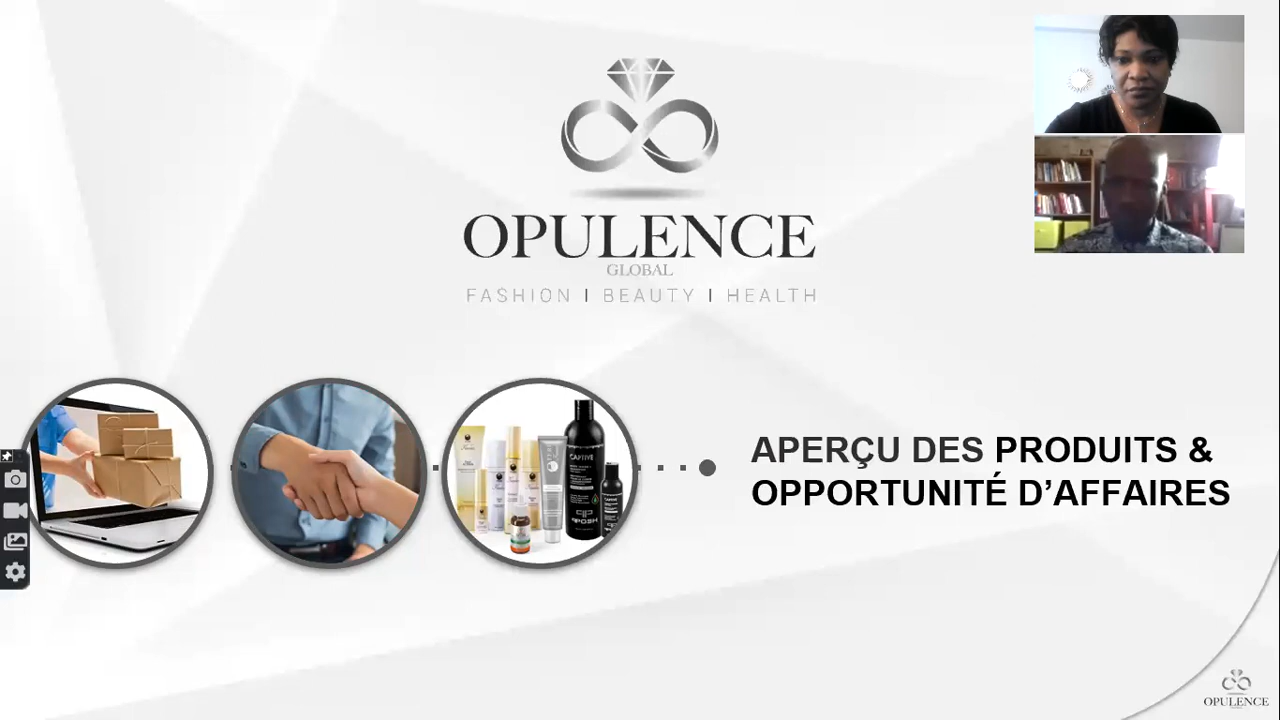 OPULENCE
GLOBAL
FASHION | BEAUTY | HEALTH
CAPTIVE
POSH
APERÇU DES PRODUITS &
OPPORTUNITÉ D’AFFAIRES
OPULENCE